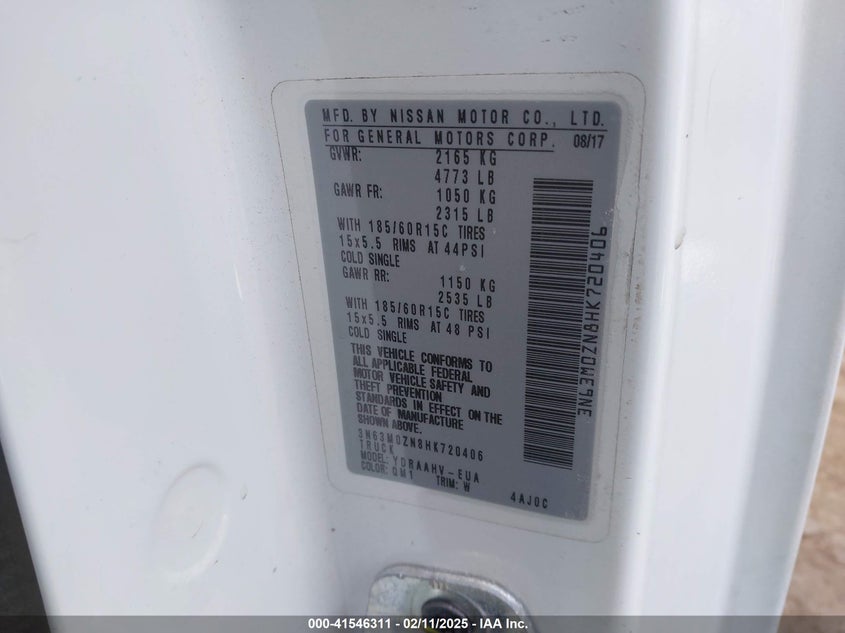 MFD. BY NISSAN MOTOR CO., LTD.
FOR GENERAL MOTORS CORP. 08/17
GVWR: 2165 KG
4773 LB
GAWR FR: 1050 KG
2315 LB
WITH 185/60R15C TIRES
15x5.5 RIMS AT 44PSI
COLD SINGLE
GAWR RR: 1150 KG
2535 LB
WITH 185/60R15C TIRES
15x5.5 RIMS AT 48 PSI
COLD SINGLE
THIS VEHICLE CONFORMS TO
ALL APPLICABLE FEDERAL
MOTOR VEHICLE SAFETY AND
THEFT PREVENTION
STANDARDS IN EFFECT ON THE
DATE OF MANUFACTURE
SHOWN ABOVE.
3N63M0ZN8HK720406
TRUCK
MODEL: YDRAAHV-EUA
COLOR: QM1 TRIM: W
4AJ0C
3N63M0ZN8HK720406
000-41546311 - 02/11/2025 - IAA Inc.